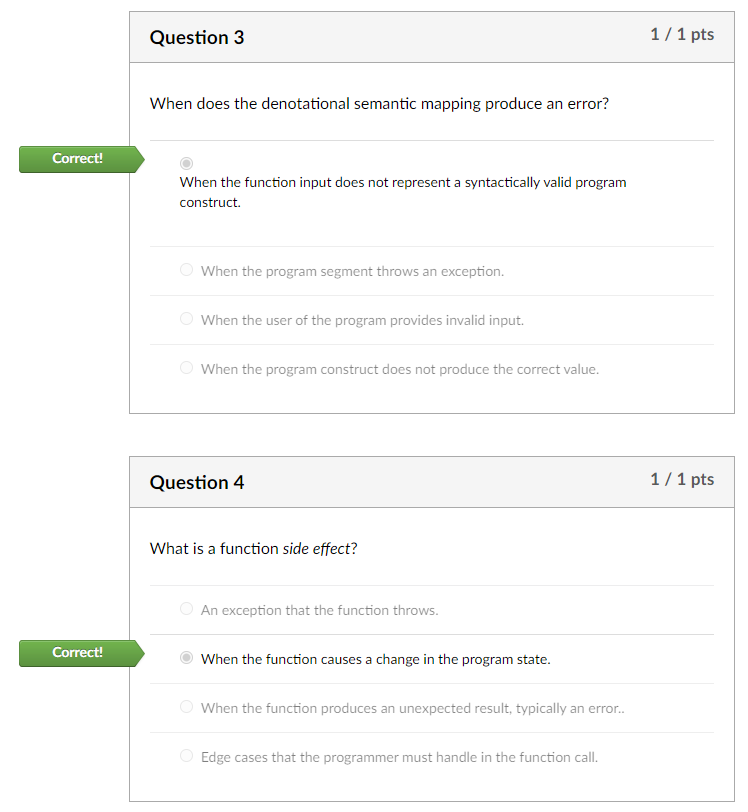 Question 3
1 / 1 pts
When does the denotational semantic mapping produce an error?
Correct!
When the function input does not represent a syntactically valid program
construct.
When the program segment throws an exception.
When the user of the program provides invalid input.
When the program construct does not produce the correct value.
Question 4
1 / 1 pts
What is a function side effect?
An exception that the function throws.
Correct!
When the function causes a change in the program state.
When the function produces an unexpected result, typically an error..
Edge cases that the programmer must handle in the function call.